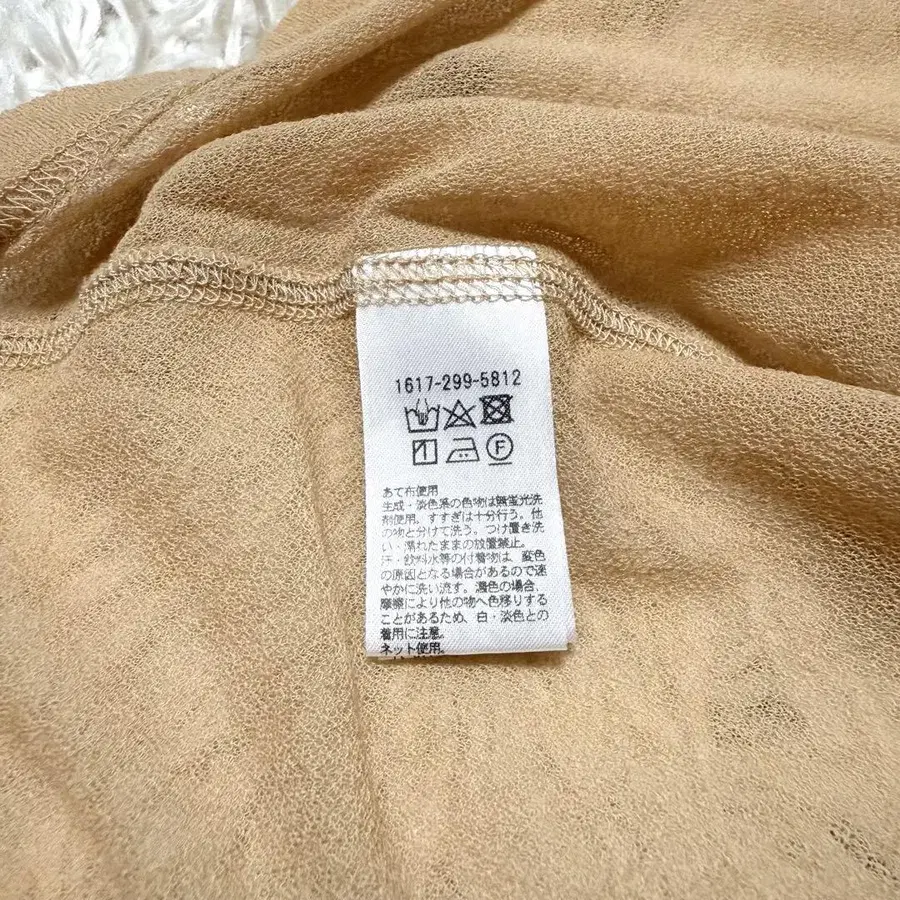 1617-299-5812
F
あて布使用
生成・淡色系の色物は無蛍光洗
剤使用。すすぎは十分行う。他
の物と分けて洗う。つけ置き洗
い・濡れたままの放置禁止。
汗・飲料水等の付着物は、変色
の原因となる場合があるので速
やかに洗い流す。濃色の場合、
摩擦により他の物へ色移りする
ことがあるため、白・淡色との
着用に注意。
ネット使用。